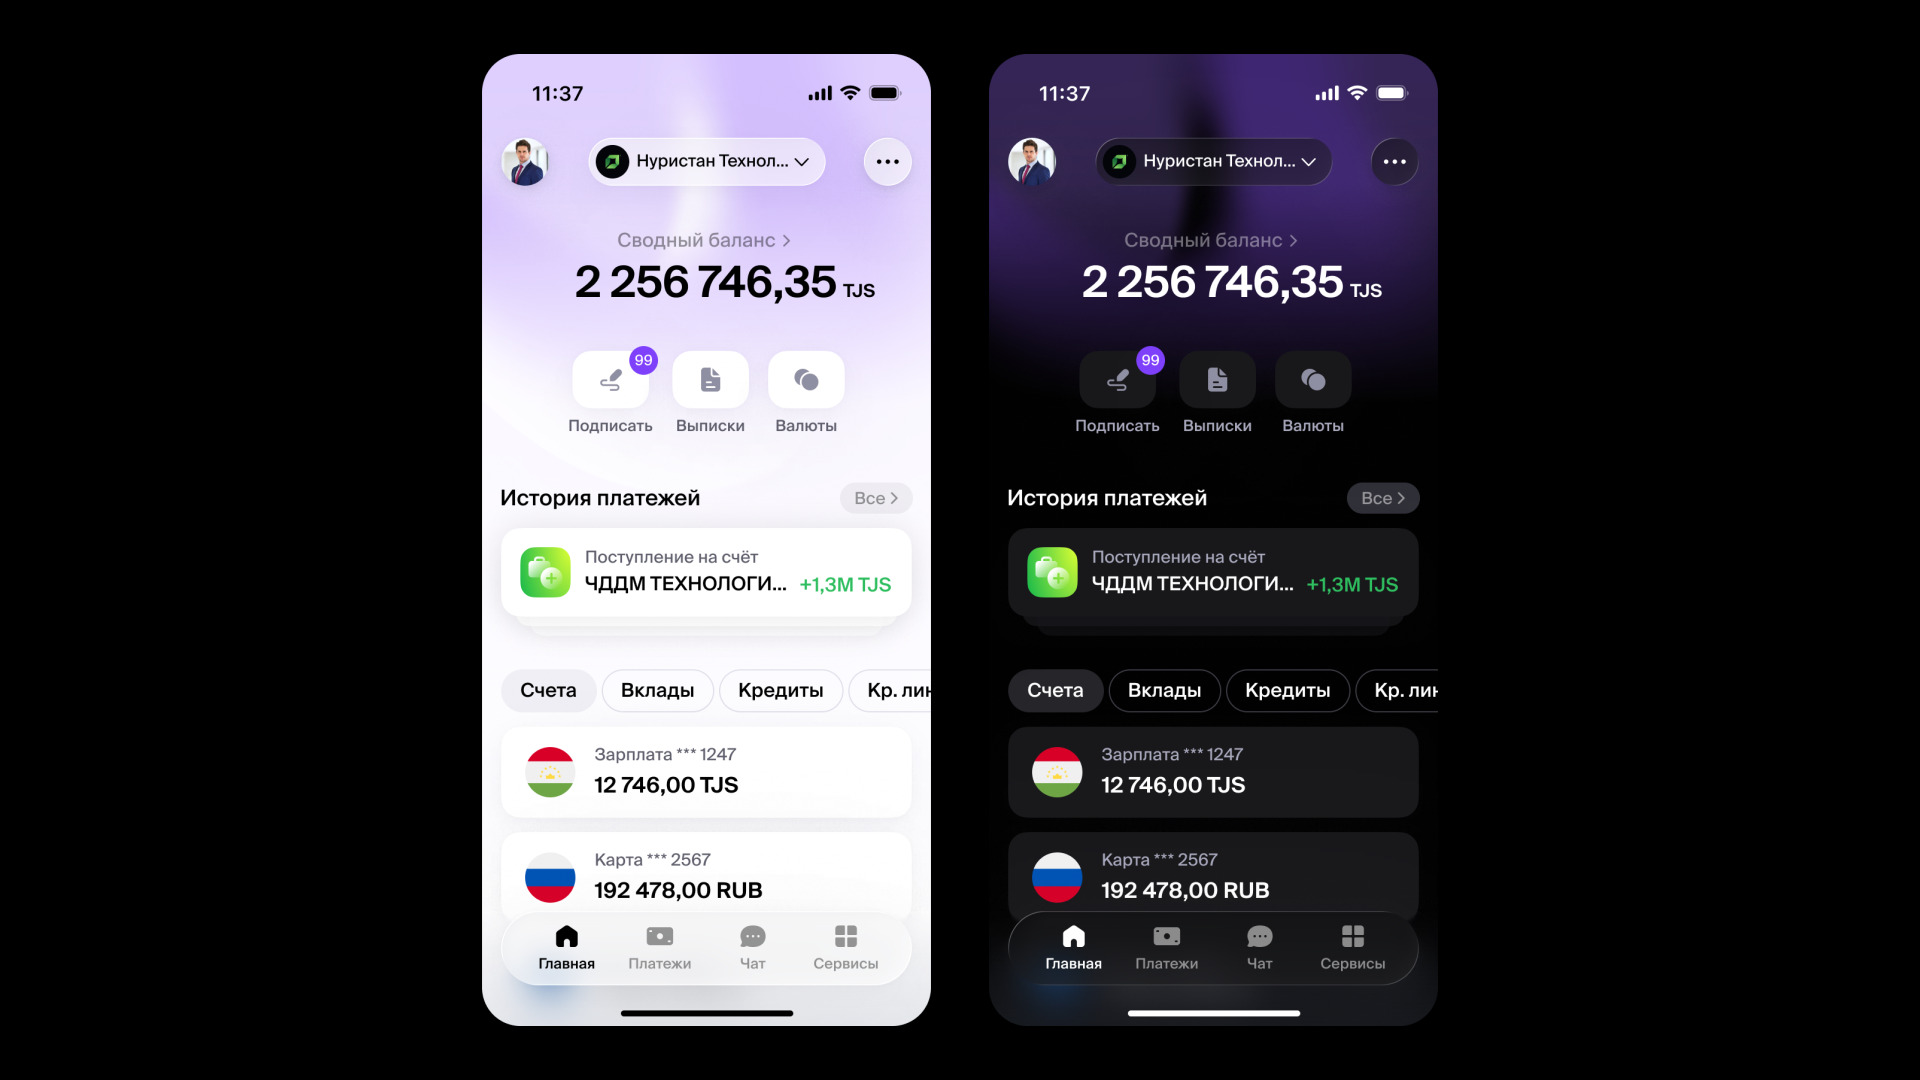 11:37
Нуристан Технол...
Сводный баланс
2 256 746,35 TJS
99
Подписать
Выписки
Валюты
История платежей
Все
Поступление на счёт
ЧДДМ ТЕХНОЛОГИ...
+1,3М TJS
Счета
Вклады
Кредиты
Кр. лин
Зарплата *** 1247
12 746,00 TJS
Карта *** 2567
192 478,00 RUB
Главная
Платежи
Чат
Сервисы
11:37
Нуристан Технол...
Сводный баланс
2 256 746,35 TJS
99
Подписать
Выписки
Валюты
История платежей
Все
Поступление на счёт
ЧДДМ ТЕХНОЛОГИ...
+1,3М TJS
Счета
Вклады
Кредиты
Кр. лин
Зарплата *** 1247
12 746,00 TJS
Карта *** 2567
192 478,00 RUB
Главная
Платежи
Чат
Сервисы